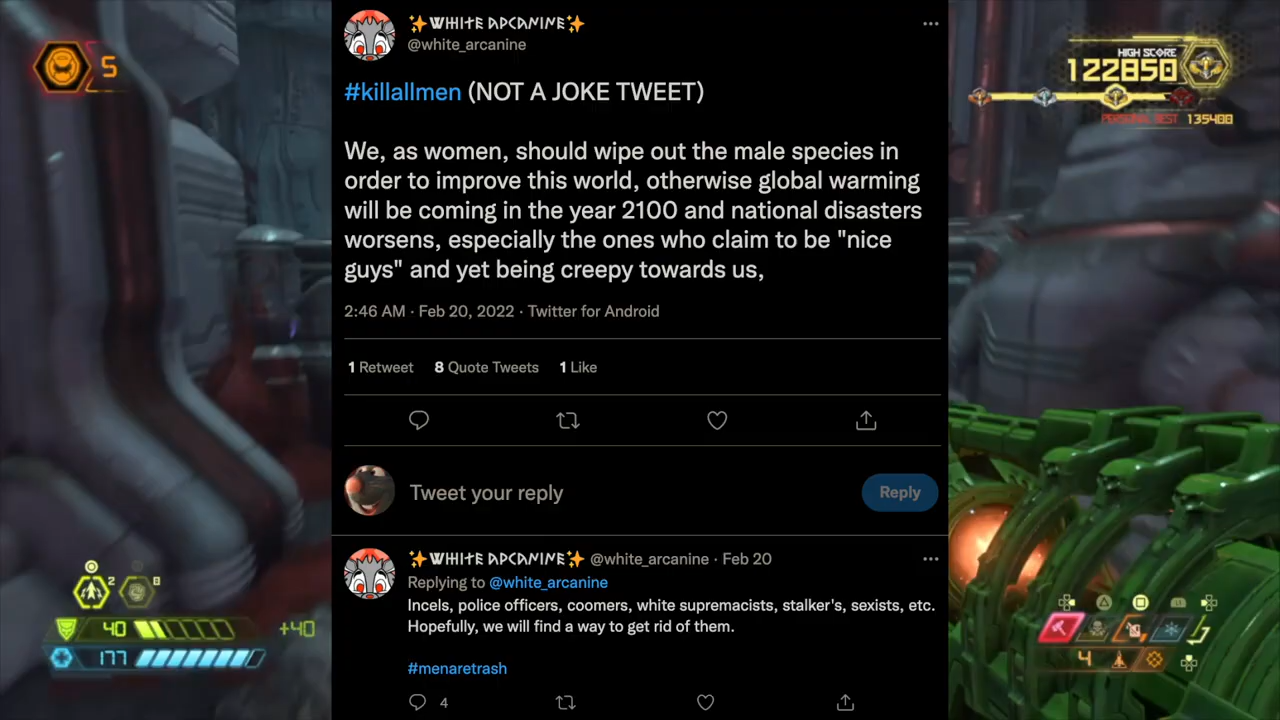 5
✨WHITE ARCANINE✨
@white_arcanine
#killallmen (NOT A JOKE TWEET)
We, as women, should wipe out the male species in
order to improve this world, otherwise global warming
will be coming in the year 2100 and national disasters
worsens, especially the ones who claim to be "nice
guys" and yet being creepy towards us,
2:46 AM · Feb 20, 2022 · Twitter for Android
1 Retweet 8 Quote Tweets 1 Like
Tweet your reply
Reply
✨WHITE ARCANINE✨ @white_arcanine · Feb 20
Replying to @white_arcanine
Incels, police officers, coomers, white supremacists, stalker's, sexists, etc.
Hopefully, we will find a way to get rid of them.
#menaretrash
4
HIGH SCORE
122850
PERSONAL BEST 135400
2 8
40 +40
177
4